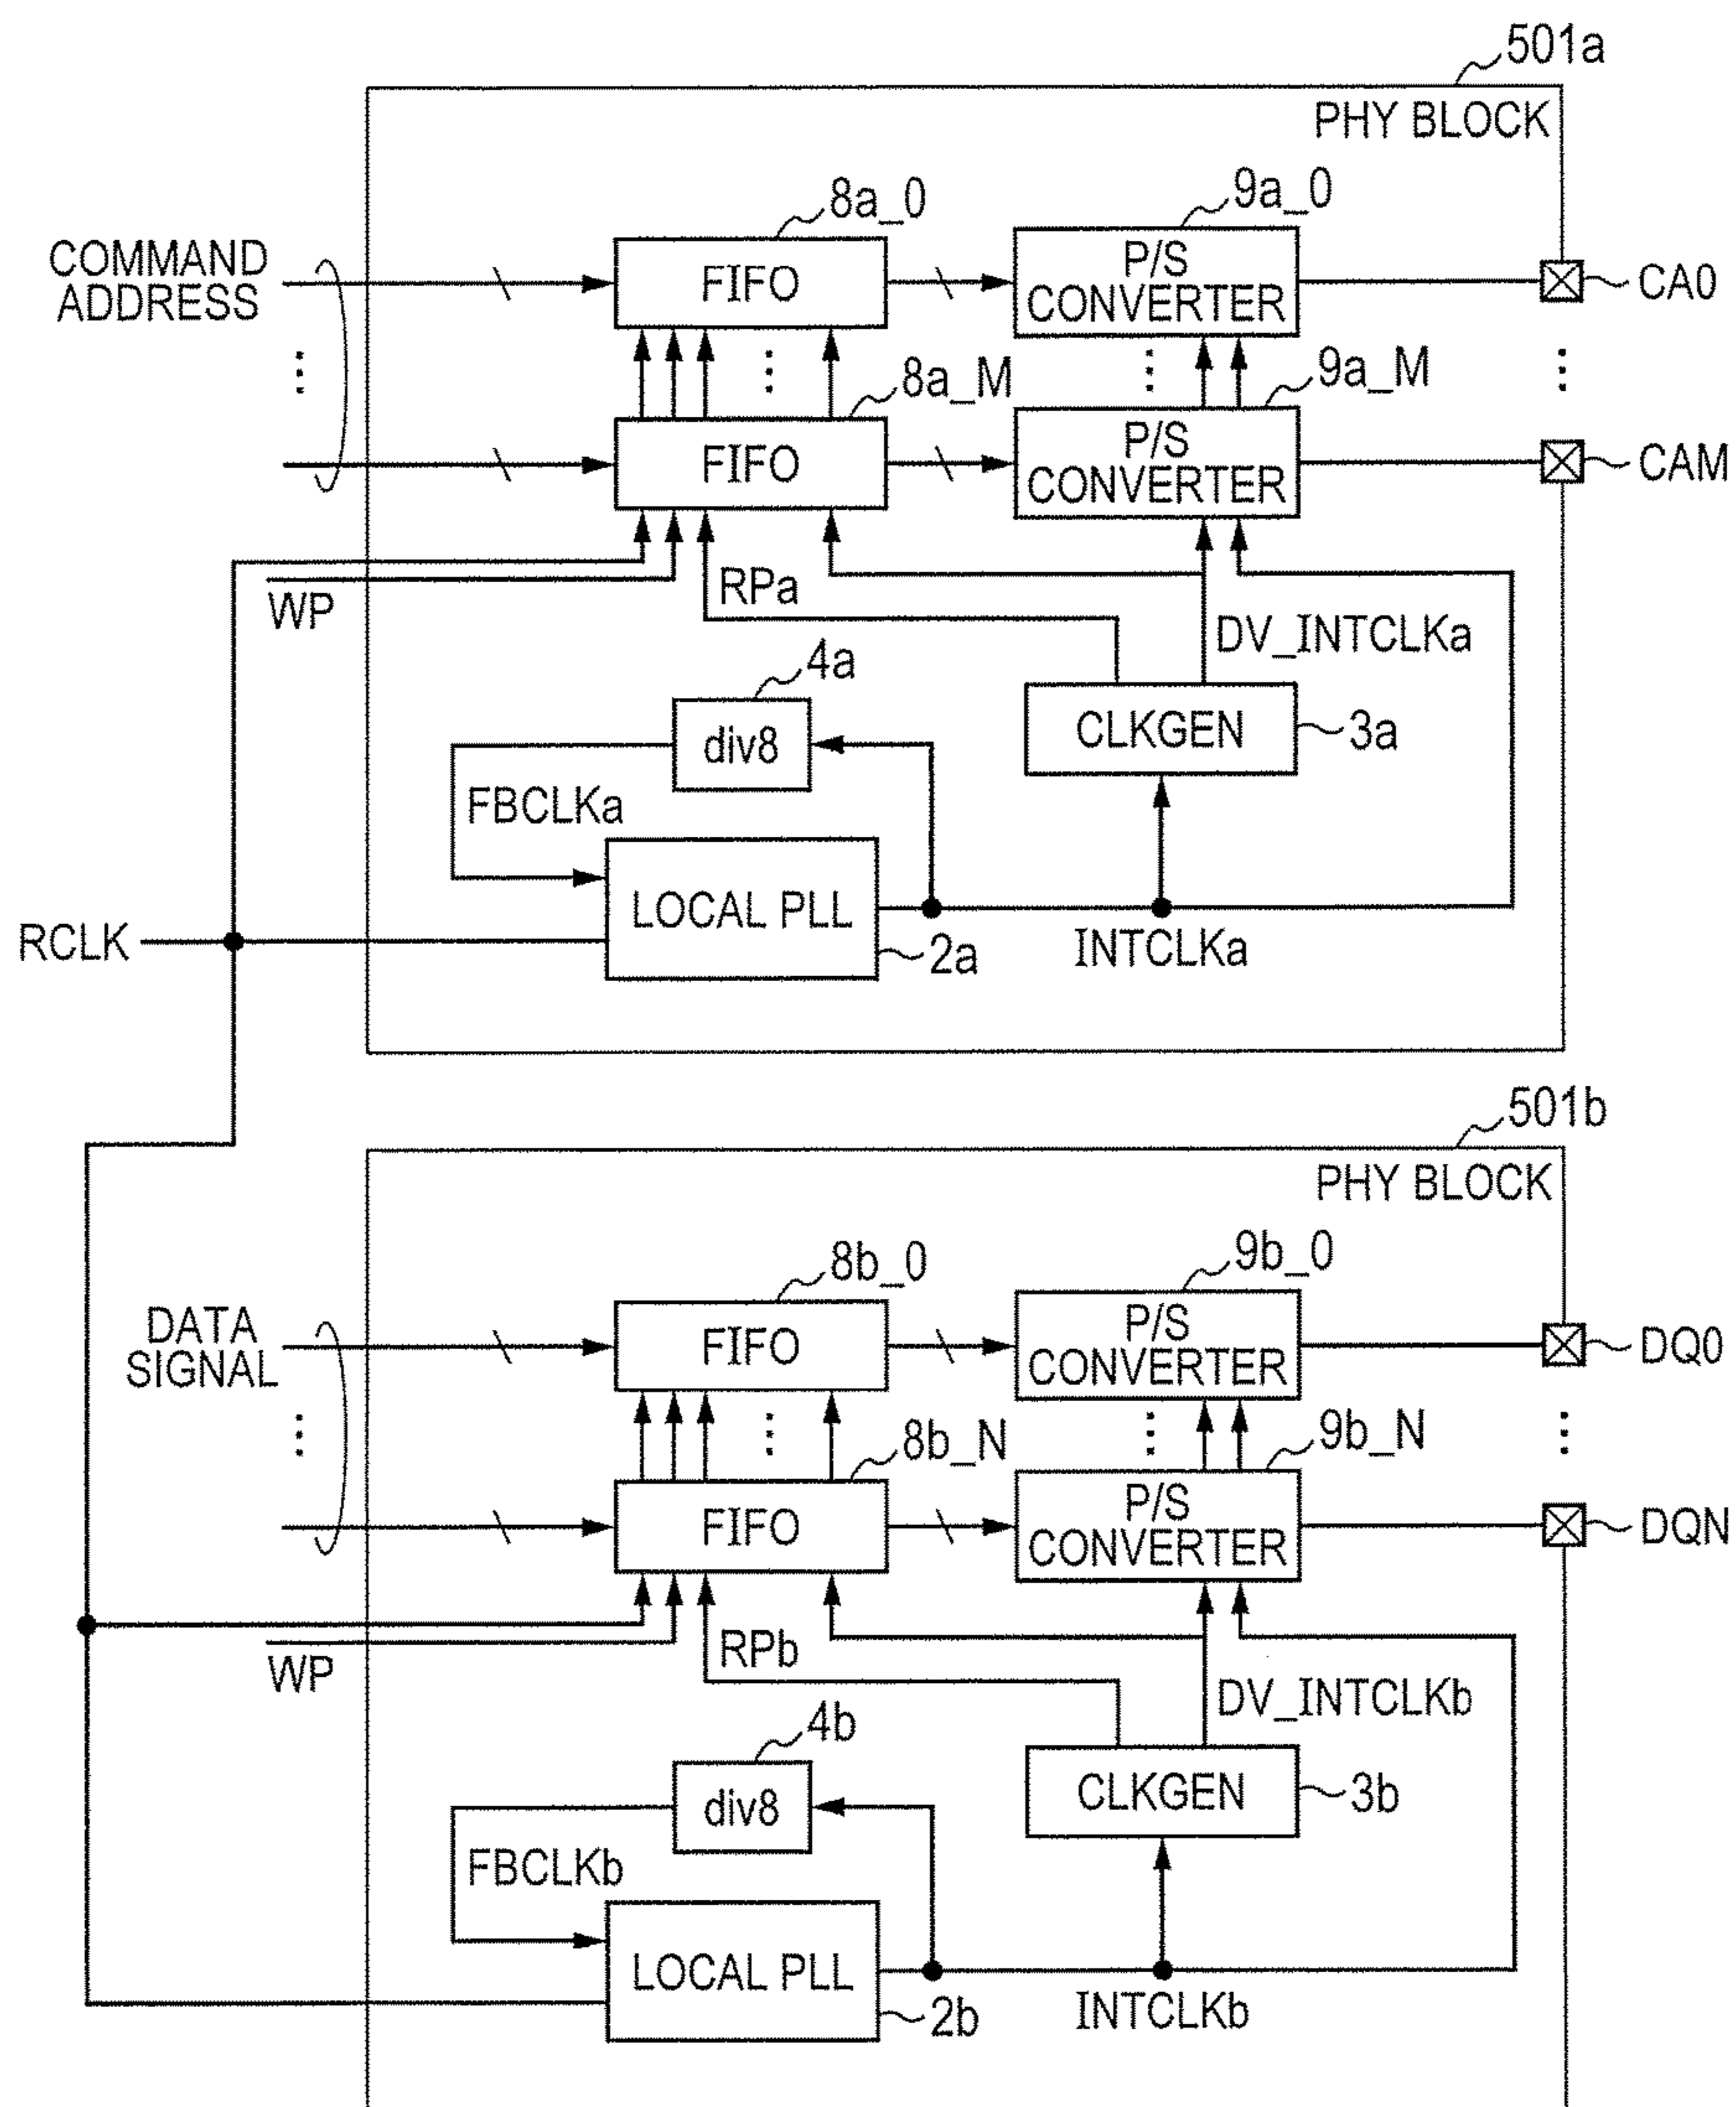 501a
PHY BLOCK
8a_0
9a_0
COMMAND
ADDRESS
FIFO
P/S
CONVERTER
CA0
8a_M
9a_M
FIFO
P/S
CONVERTER
CAM
WP
RPa
DV_INTCLKa
4a
div8
CLKGEN
3a
FBCLKa
LOCAL PLL
RCLK
2a
INTCLKa
501b
PHY BLOCK
8b_0
9b_0
DATA
SIGNAL
FIFO
P/S
CONVERTER
DQ0
8b_N
9b_N
FIFO
P/S
CONVERTER
DQN
WP
RPb
DV_INTCLKb
4b
div8
CLKGEN
3b
FBCLKb
LOCAL PLL
2b
INTCLKb